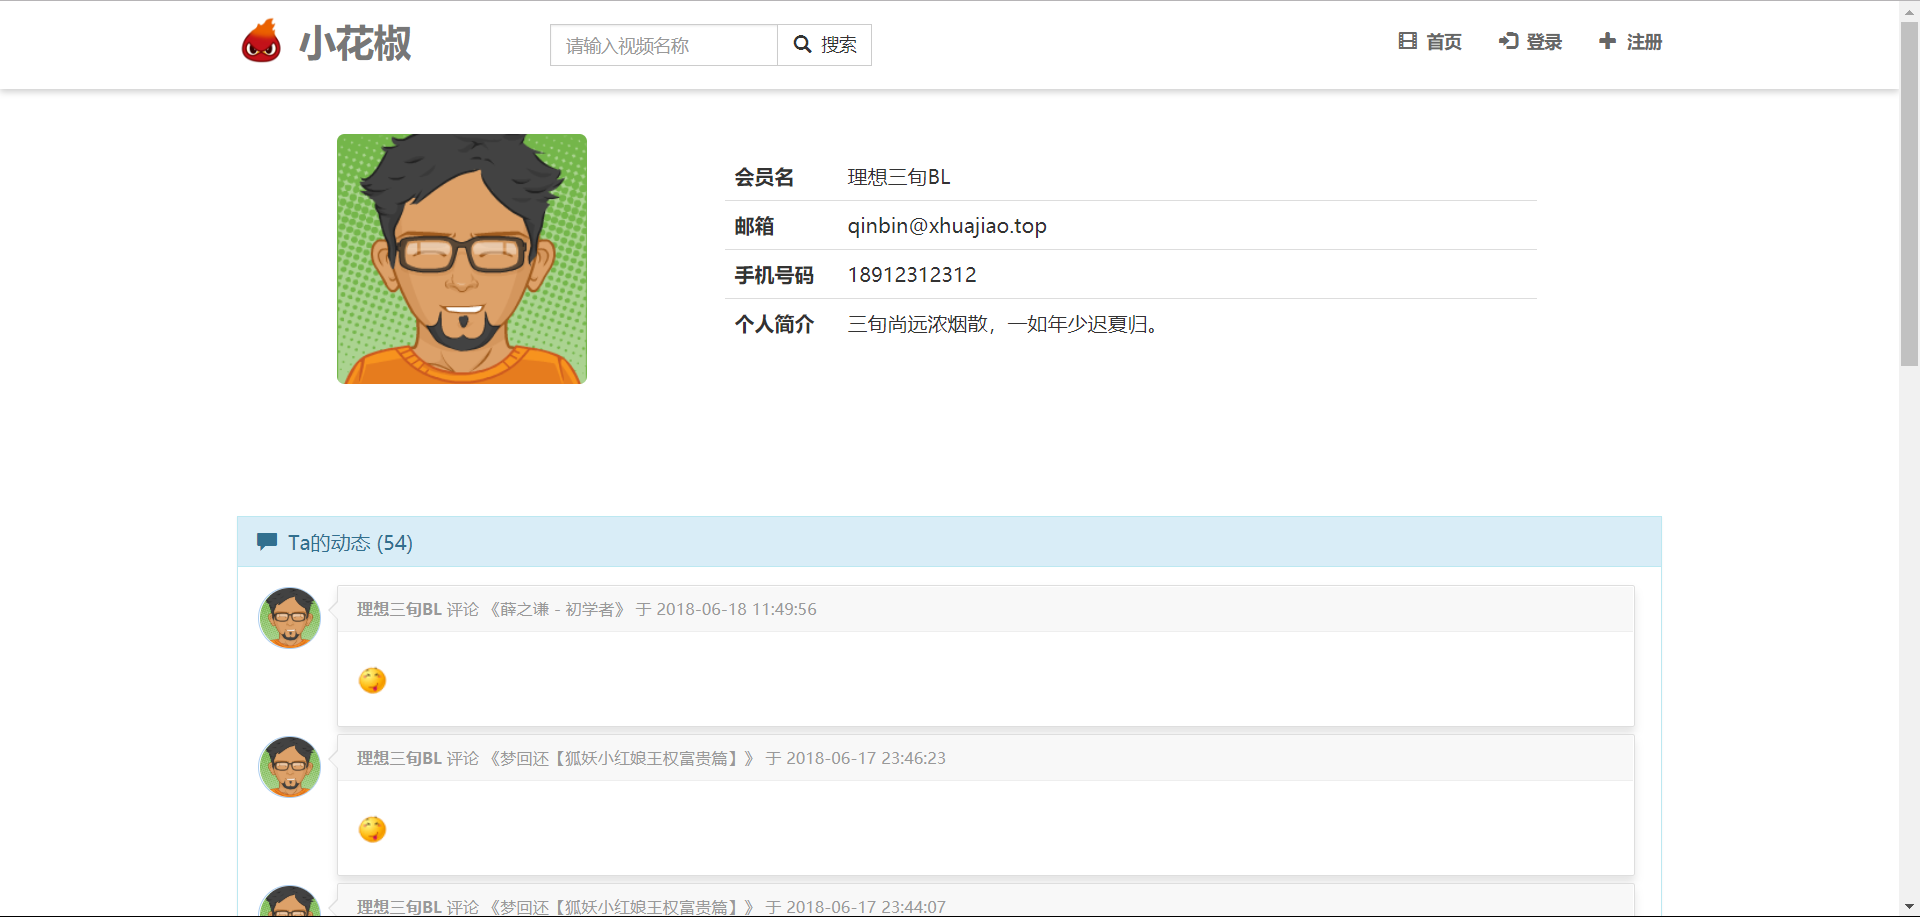 小花椒
请输入视频名称
搜索
首页
登录
注册
会员名 理想三旬BL
邮箱 qinbin@xhuajiao.top
手机号码 18912312312
个人简介 三旬尚远浓烟散，一如年少迟夏归。
Ta的动态 (54)
理想三旬BL 评论 《薛之谦 - 初学者》 于 2018-06-18 11:49:56
理想三旬BL 评论 《梦回还【狐妖小红娘王权富贵篇】》 于 2018-06-17 23:46:23
理想三旬BL 评论 《梦回还【狐妖小红娘王权富贵篇】》 于 2018-06-17 23:44:07